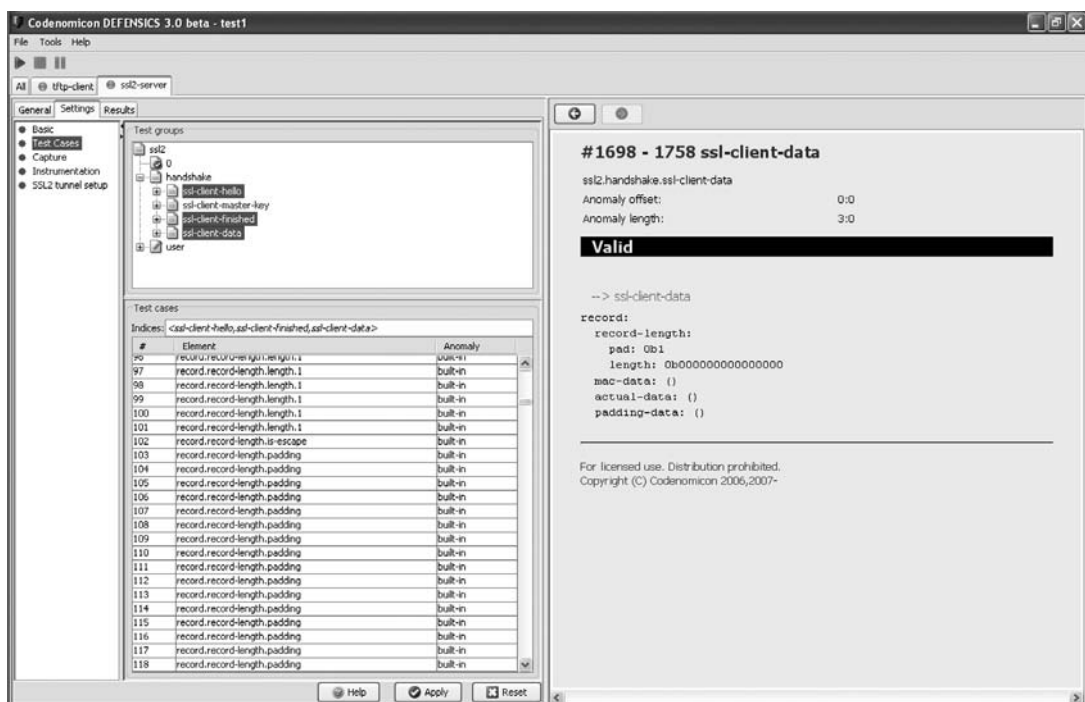 Codenomicon DEFENSICS 3.0 beta - test1
File Tools Help
All tftp-client ssl2-server
General Settings Results
Basic
Test Cases
Capture
Instrumentation
SSL2 tunnel setup
Test groups
ssl2
0
handshake
ssl-client-hello
ssl-client-master-key
ssl-client-finished
ssl-client-data
user
Test cases
Indices: <ssl-client-hello,ssl-client-finished,ssl-client-data>
# Element Anomaly
96 record.record-length.length.1 built-in
97 record.record-length.length.1 built-in
98 record.record-length.length.1 built-in
99 record.record-length.length.1 built-in
100 record.record-length.length.1 built-in
101 record.record-length.length.1 built-in
102 record.record-length.is-escape built-in
103 record.record-length.padding built-in
104 record.record-length.padding built-in
105 record.record-length.padding built-in
106 record.record-length.padding built-in
107 record.record-length.padding built-in
108 record.record-length.padding built-in
109 record.record-length.padding built-in
110 record.record-length.padding built-in
111 record.record-length.padding built-in
112 record.record-length.padding built-in
113 record.record-length.padding built-in
114 record.record-length.padding built-in
115 record.record-length.padding built-in
116 record.record-length.padding built-in
117 record.record-length.padding built-in
118 record.record-length.padding built-in
Help Apply Reset
#1698 - 1758 ssl-client-data
ssl2.handshake.ssl-client-data
Anomaly offset: 0:0
Anomaly length: 3:0
Valid
--> ssl-client-data
record:
record-length:
pad: 0b1
length: 0b000000000000000
mac-data: ()
actual-data: ()
padding-data: ()
For licensed use. Distribution prohibited.
Copyright (C) Codenomicon 2006,2007-